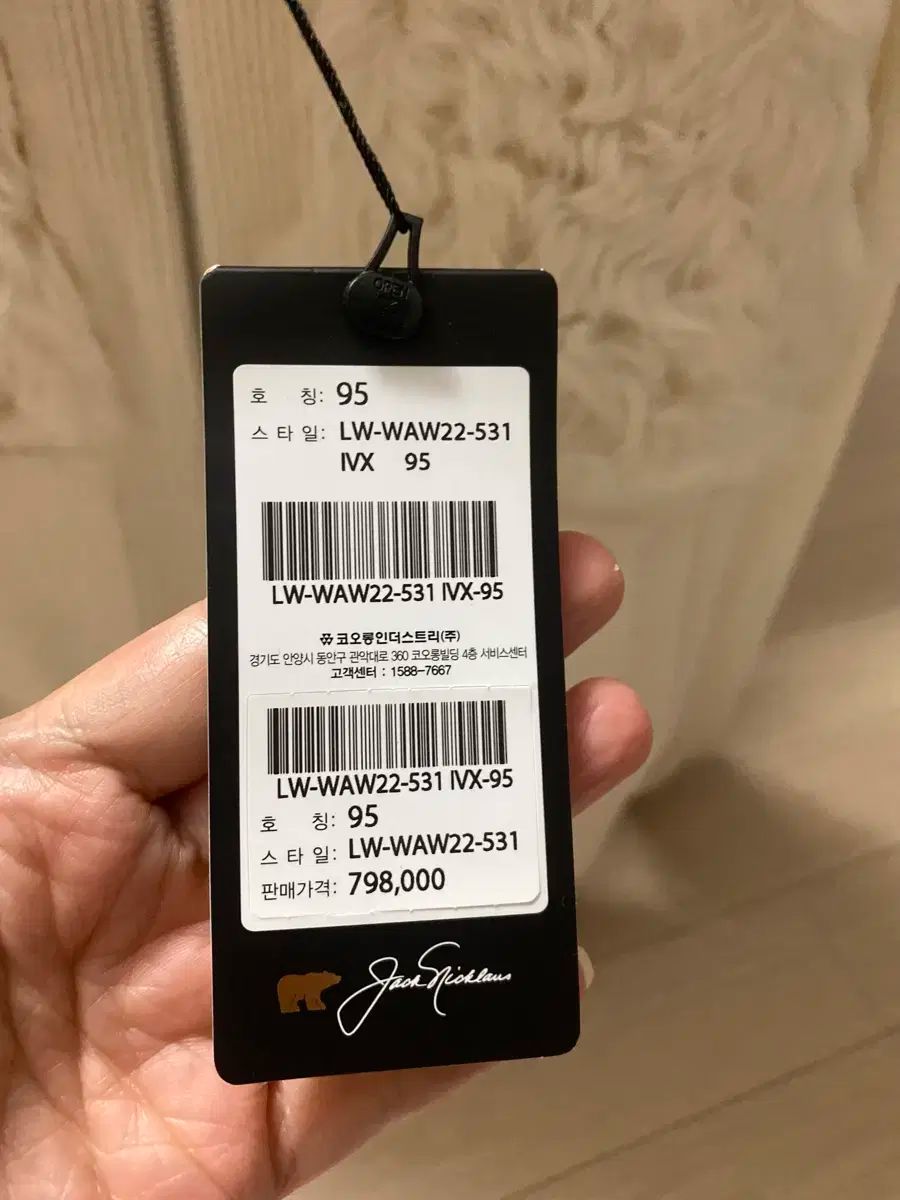 OPEN
호 칭: 95
스 타 일: LW-WAW22-531
IVX 95
LW-WAW22-531 IVX-95
코오롱인더스트리(주)
경기도 안양시 동안구 관악대로 360 코오롱빌딩 4층 서비스센터
고객센터 : 1588-7667
LW-WAW22-531 IVX-95
호 칭: 95
스 타 일: LW-WAW22-531
판매가격: 798,000
Jack Nicklaus